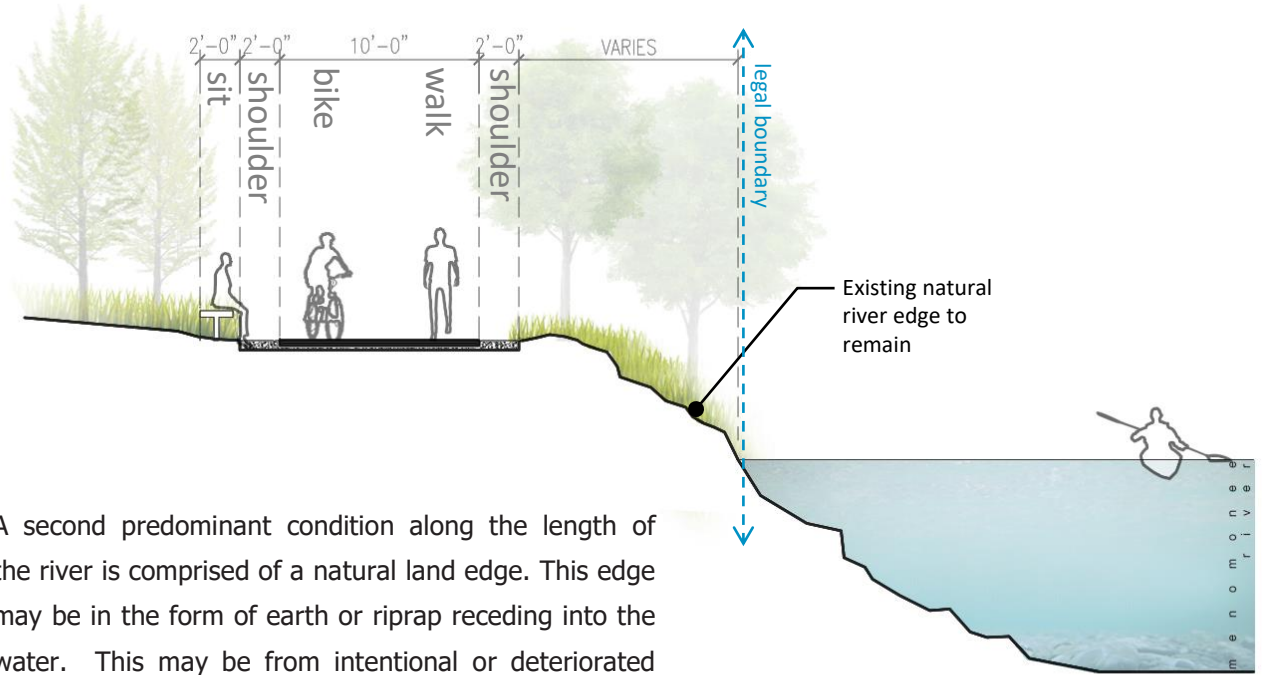 2'-0" 2'-0" 10'-0" 2'-0" VARIES
sit
shoulder
bike
walk
shoulder
legal boundary
Existing natural
river edge to
remain
menomonee
river
A second predominant condition along the length of
the river is comprised of a natural land edge. This edge
may be in the form of earth or riprap receding into the
water. This may be from intentional or deteriorated